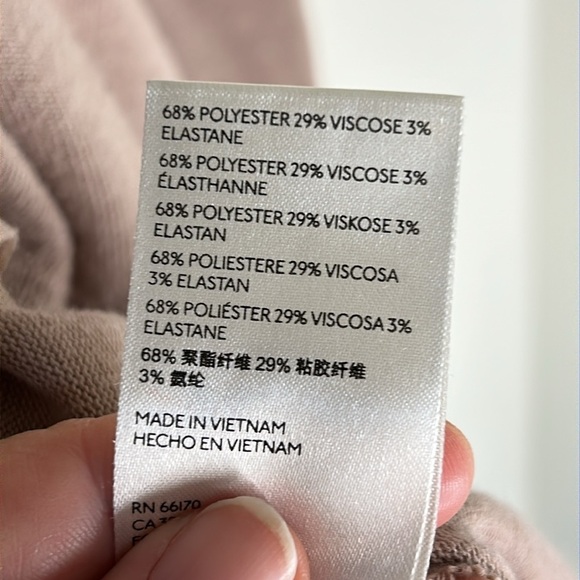 68% POLYESTER 29% VISCOSE 3%
ELASTANE
68% POLYESTER 29% VISCOSE 3%
ÉLASTHANNE
68% POLYESTER 29% VISKOSE 3%
ELASTAN
68% POLIESTERE 29% VISCOSA
3% ELASTAN
68% POLIÉSTER 29% VISCOSA 3%
ELASTANE
68% 聚酯纤维 29% 粘胶纤维
3% 氨纶
MADE IN VIETNAM
HECHO EN VIETNAM
RN 66170
CA